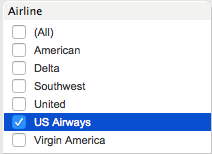 Airline
(All)
American
Delta
Southwest
United
US Airways
Virgin America